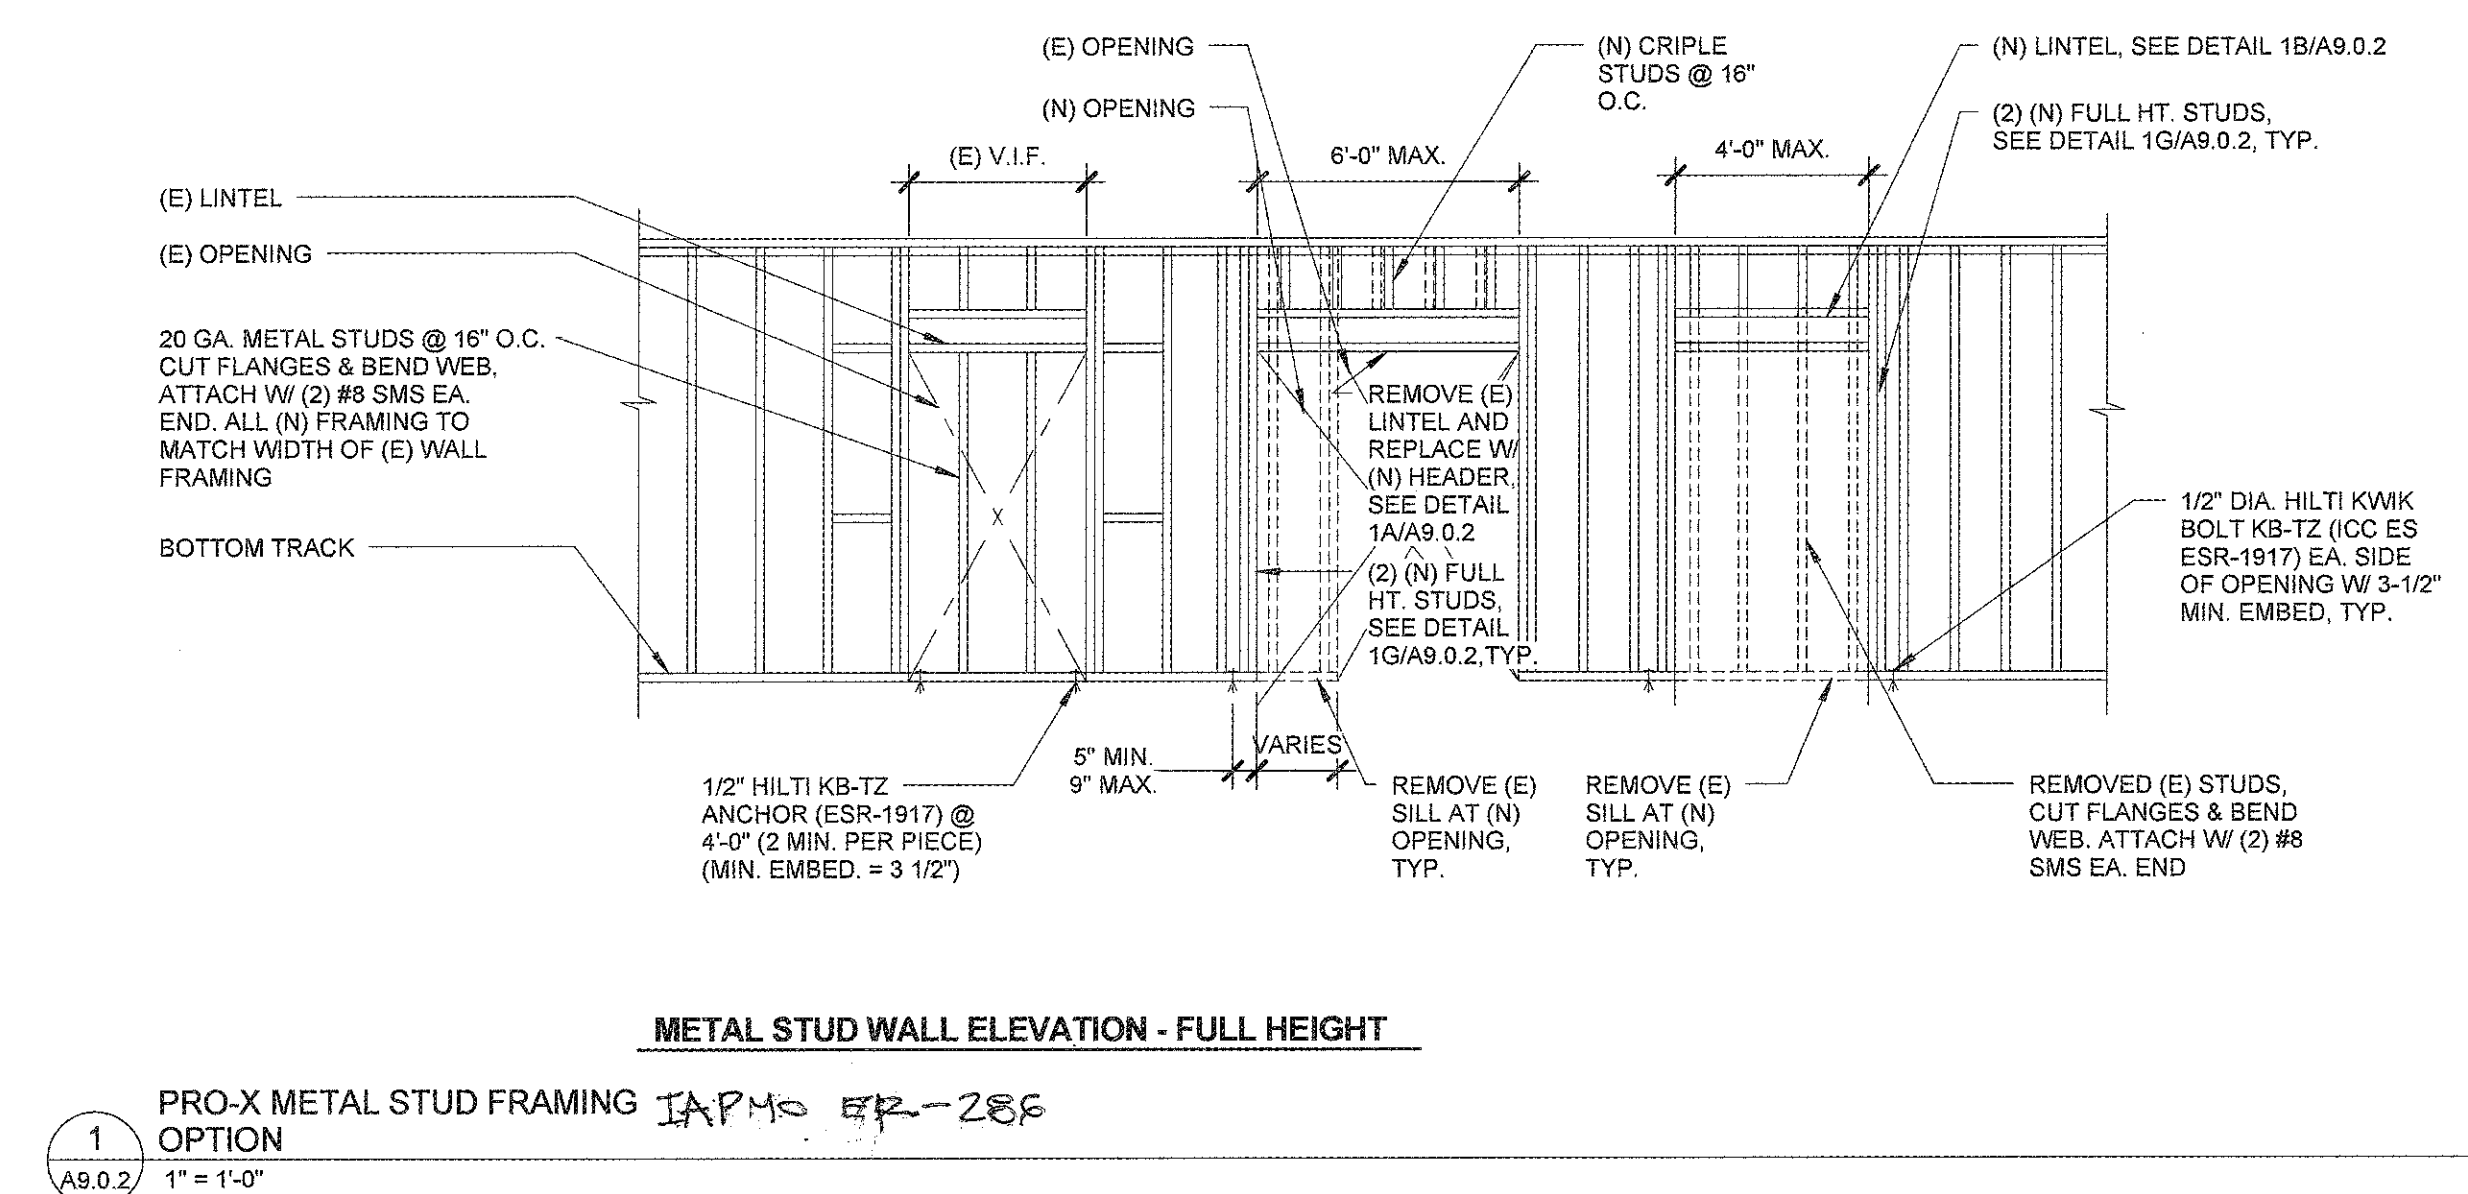 (E) OPENING
(N) OPENING
(N) CRIPLE
STUDS @ 16"
O.C.
(N) LINTEL, SEE DETAIL 1B/A9.0.2
(2) (N) FULL HT. STUDS,
SEE DETAIL 1G/A9.0.2, TYP.
(E) V.I.F.
6'-0" MAX.
4'-0" MAX.
(E) LINTEL
(E) OPENING
20 GA. METAL STUDS @ 16" O.C.
CUT FLANGES & BEND WEB,
ATTACH W/ (2) #8 SMS EA.
END. ALL (N) FRAMING TO
MATCH WIDTH OF (E) WALL
FRAMING
BOTTOM TRACK
X
REMOVE (E)
LINTEL AND
REPLACE W/
(N) HEADER,
SEE DETAIL
1A/A9.0.2
(2) (N) FULL
HT. STUDS,
SEE DETAIL
1G/A9.0.2,TYP.
1/2" DIA. HILTI KWIK
BOLT KB-TZ (ICC ES
ESR-1917) EA. SIDE
OF OPENING W/ 3-1/2"
MIN. EMBED, TYP.
1/2" HILTI KB-TZ
ANCHOR (ESR-1917) @
4'-0" (2 MIN. PER PIECE)
(MIN. EMBED. = 3 1/2")
5" MIN.
9" MAX.
VARIES
REMOVE (E)
SILL AT (N)
OPENING,
TYP.
REMOVE (E)
SILL AT (N)
OPENING,
TYP.
REMOVED (E) STUDS,
CUT FLANGES & BEND
WEB. ATTACH W/ (2) #8
SMS EA. END
METAL STUD WALL ELEVATION - FULL HEIGHT
PRO-X METAL STUD FRAMING IAPMO ER-286
OPTION
1
A9.0.2
1" = 1'-0"